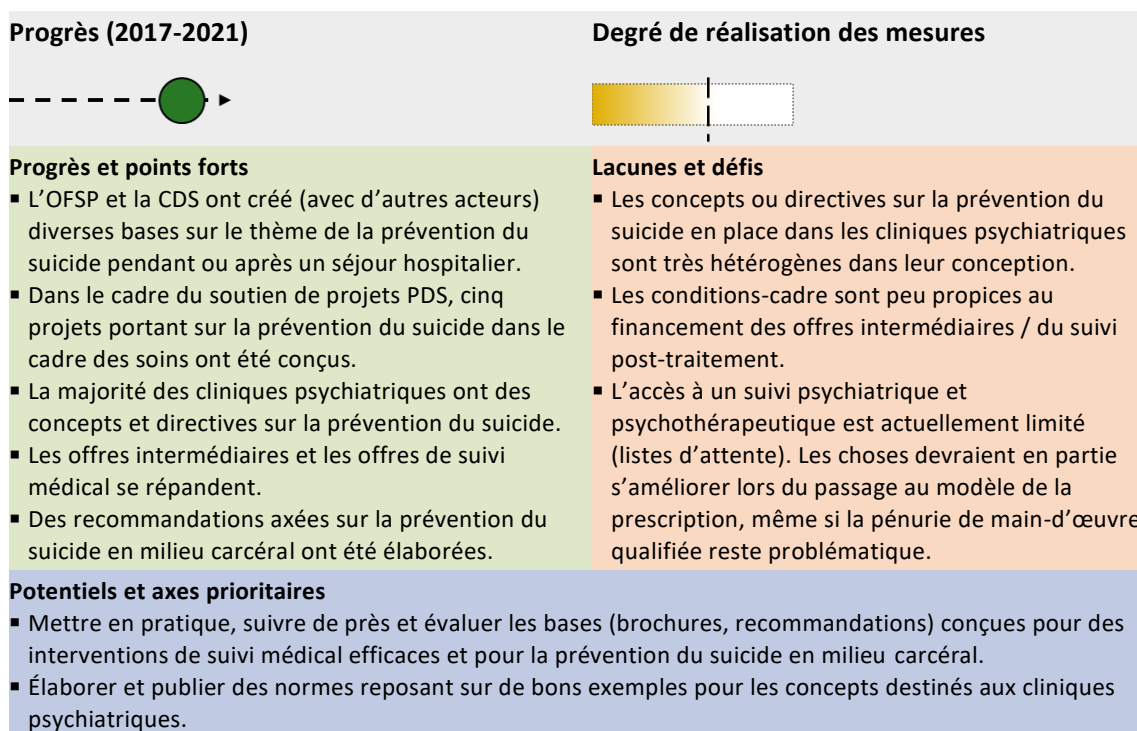 Progrès (2017-2021)
Degré de réalisation des mesures
Progrès et points forts
▪ L'OFSP et la CDS ont créé (avec d'autres acteurs)
diverses bases sur le thème de la prévention du
suicide pendant ou après un séjour hospitalier.
▪ Dans le cadre du soutien de projets PDS, cinq
projets portant sur la prévention du suicide dans le
cadre des soins ont été conçus.
▪ La majorité des cliniques psychiatriques ont des
concepts et directives sur la prévention du suicide.
▪ Les offres intermédiaires et les offres de suivi
médical se répandent.
▪ Des recommandations axées sur la prévention du
suicide en milieu carcéral ont été élaborées.
Lacunes et défis
▪ Les concepts ou directives sur la prévention du
suicide en place dans les cliniques psychiatriques
sont très hétérogènes dans leur conception.
▪ Les conditions-cadre sont peu propices au
financement des offres intermédiaires / du suivi
post-traitement.
▪ L'accès à un suivi psychiatrique et
psychothérapeutique est actuellement limité
(listes d'attente). Les choses devraient en partie
s'améliorer lors du passage au modèle de la
prescription, même si la pénurie de main-d'œuvre
qualifiée reste problématique.
Potentiels et axes prioritaires
▪ Mettre en pratique, suivre de près et évaluer les bases (brochures, recommandations) conçues pour des
interventions de suivi médical efficaces et pour la prévention du suicide en milieu carcéral.
▪ Élaborer et publier des normes reposant sur de bons exemples pour les concepts destinés aux cliniques
psychiatriques.